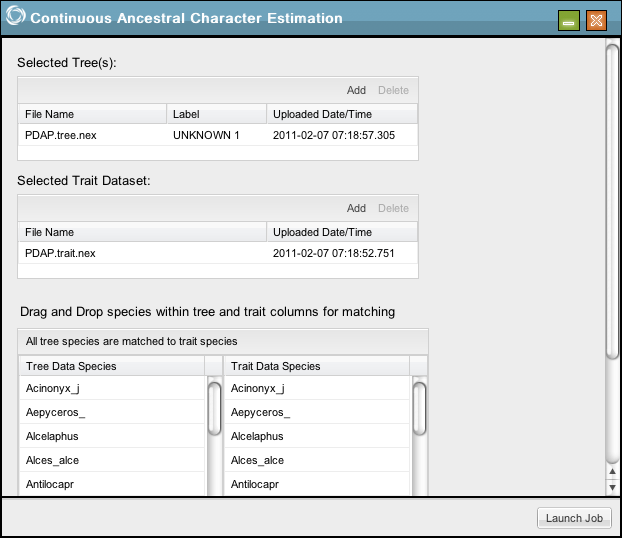 Continuous Ancestral Character Estimation
Selected Tree(s):
Add Delete
File Name Label Uploaded Date/Time
PDAP.tree.nex UNKNOWN 1 2011-02-07 07:18:57.305
Selected Trait Dataset:
Add Delete
File Name Uploaded Date/Time
PDAP.trait.nex 2011-02-07 07:18:52.751
Drag and Drop species within tree and trait columns for matching
All tree species are matched to trait species
Tree Data Species Trait Data Species
Acinonyx_j Acinonyx_j
Aepyceros_ Aepyceros_
Alcelaphus Alcelaphus
Alces_alce Alces_alce
Antilocapr Antilocapr
Launch Job